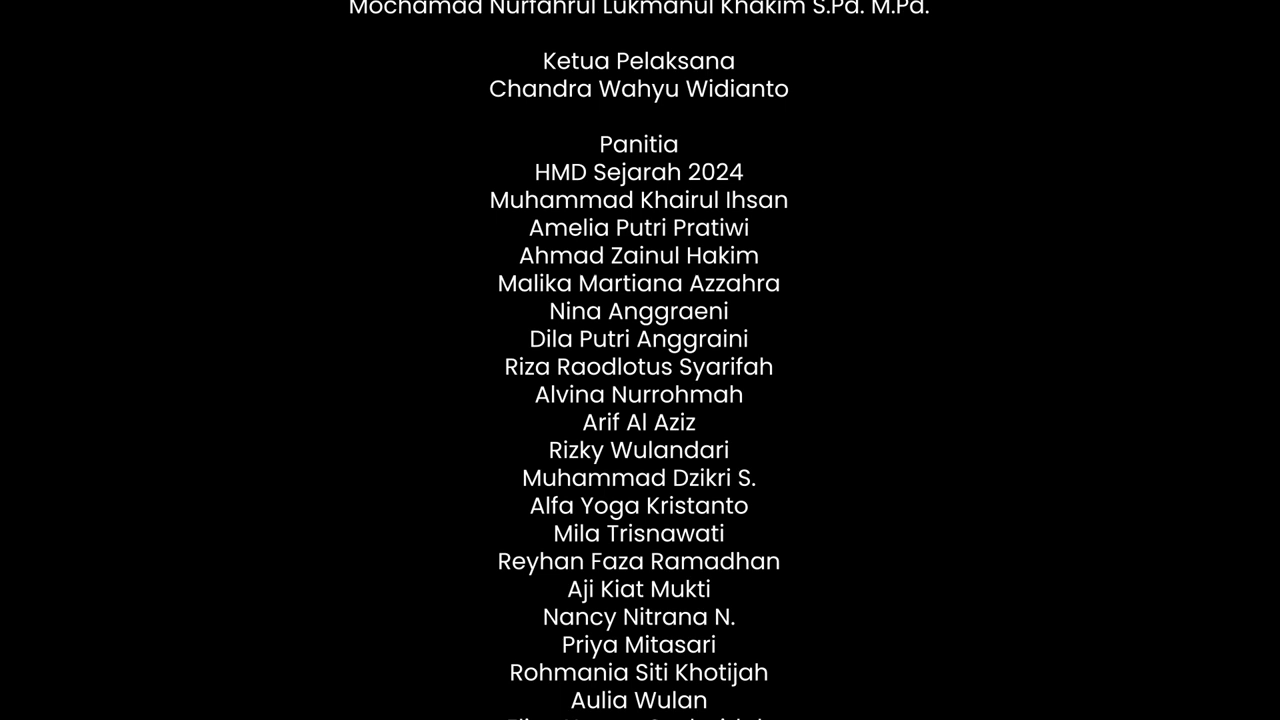 Mochamad Nurfahrul Lukmanul Khakim S.Pd. M.Pd.
Ketua Pelaksana
Chandra Wahyu Widianto
Panitia
HMD Sejarah 2024
Muhammad Khairul Ihsan
Amelia Putri Pratiwi
Ahmad Zainul Hakim
Malika Martiana Azzahra
Nina Anggraeni
Dila Putri Anggraini
Riza Raodlotus Syarifah
Alvina Nurrohmah
Arif Al Aziz
Rizky Wulandari
Muhammad Dzikri S.
Alfa Yoga Kristanto
Mila Trisnawati
Reyhan Faza Ramadhan
Aji Kiat Mukti
Nancy Nitrana N.
Priya Mitasari
Rohmania Siti Khotijah
Aulia Wulan